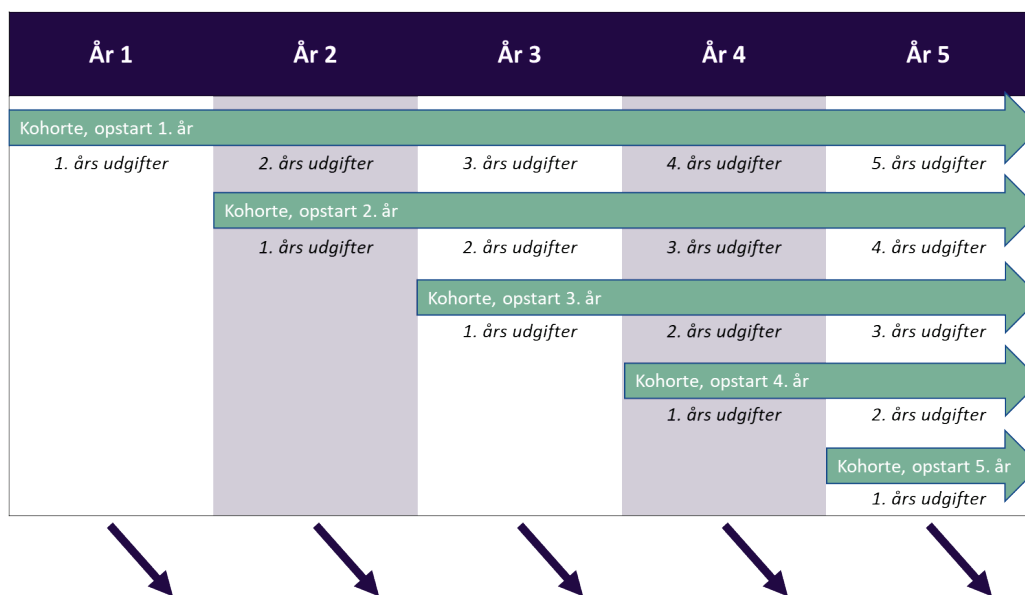 År 1 År 2 År 3 År 4 År 5
Kohorte, opstart 1. år
1. års udgifter 2. års udgifter 3. års udgifter 4. års udgifter 5. års udgifter
Kohorte, opstart 2. år
1. års udgifter 2. års udgifter 3. års udgifter 4. års udgifter
Kohorte, opstart 3. år
1. års udgifter 2. års udgifter 3. års udgifter
Kohorte, opstart 4. år
1. års udgifter 2. års udgifter
Kohorte, opstart 5. år
1. års udgifter